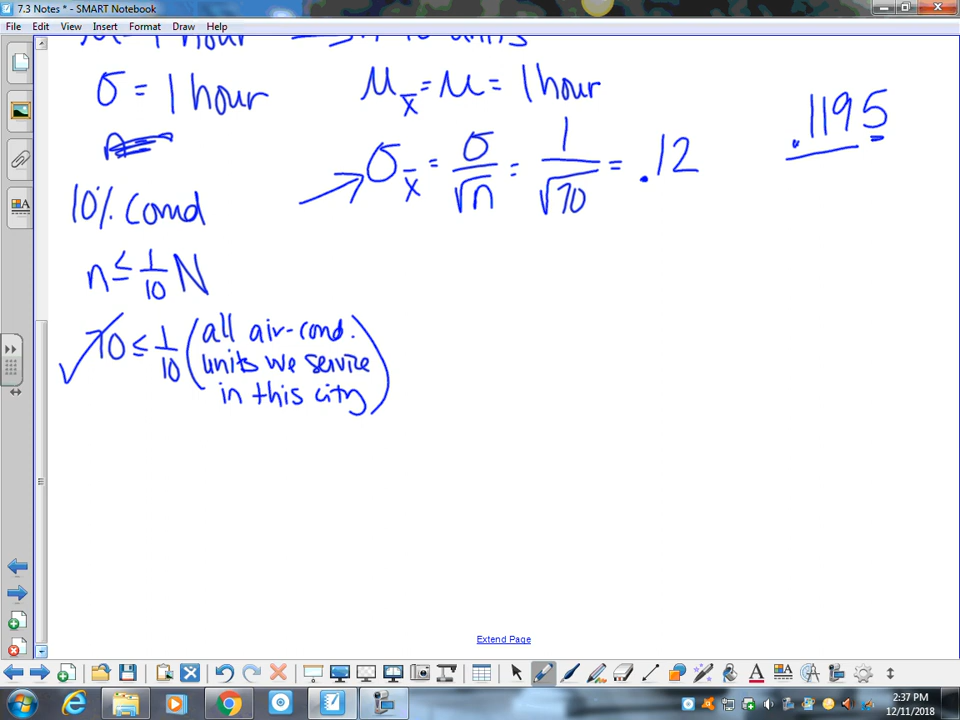 7.3 Notes * - SMART Notebook
File Edit View Insert Format Draw Help
σ = 1 hour
μx̄ = μ = 1 hour
σx̄ = σ/√n = 1/√70 = .12
.1195
10% Cond
n ≤ 1/10 N
70 ≤ 1/10 (all air-cond.
units we service
in this city)
Extend Page
2:37 PM
12/11/2018